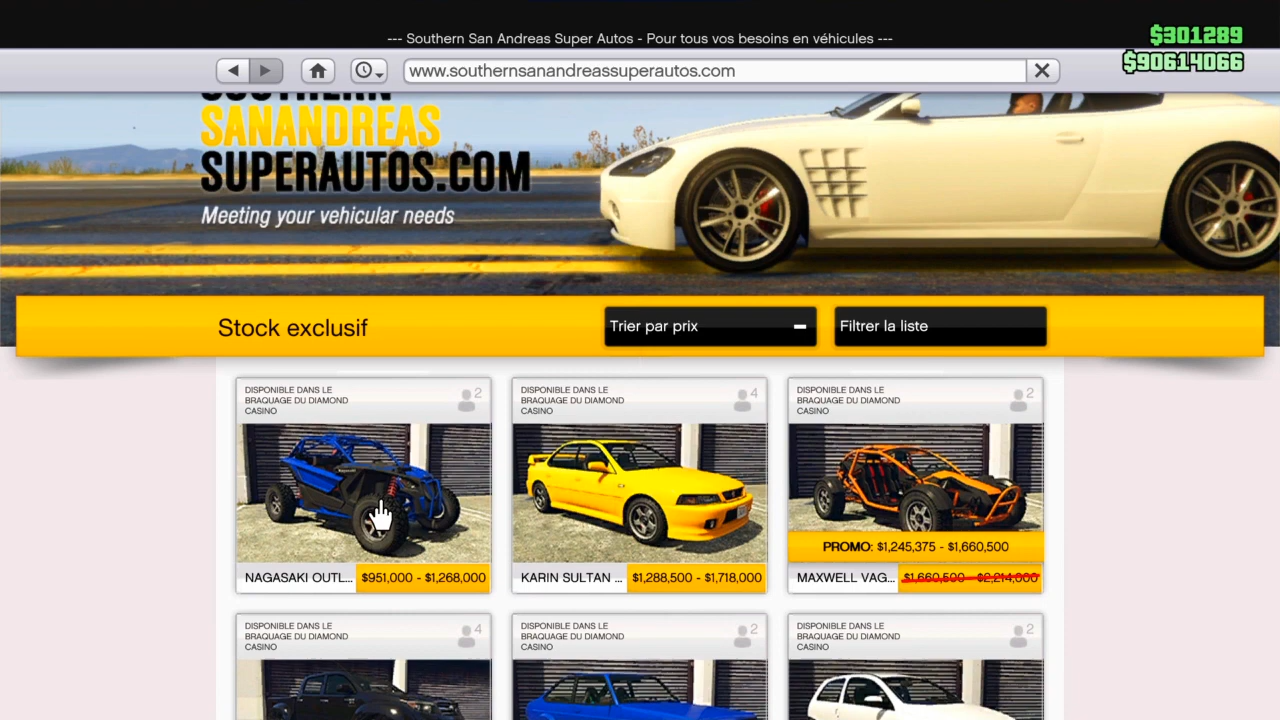 --- Southern San Andreas Super Autos - Pour tous vos besoins en véhicules ---
$301289
$90614066
www.southernsanandreassuperautos.com
SOUTHERN
SANANDREAS
SUPERAUTOS.COM
Meeting your vehicular needs
Stock exclusif
Trier par prix
Filtrer la liste
DISPONIBLE DANS LE
BRAQUAGE DU DIAMOND
CASINO
2
NAGASAKI OUTL...
$951,000 - $1,268,000
DISPONIBLE DANS LE
BRAQUAGE DU DIAMOND
CASINO
4
KARIN SULTAN ...
$1,288,500 - $1,718,000
DISPONIBLE DANS LE
BRAQUAGE DU DIAMOND
CASINO
2
PROMO: $1,245,375 - $1,660,500
MAXWELL VAG...
$1,660,500 - $2,214,000
DISPONIBLE DANS LE
BRAQUAGE DU DIAMOND
CASINO
4
DISPONIBLE DANS LE
BRAQUAGE DU DIAMOND
CASINO
2
DISPONIBLE DANS LE
BRAQUAGE DU DIAMOND
CASINO
2